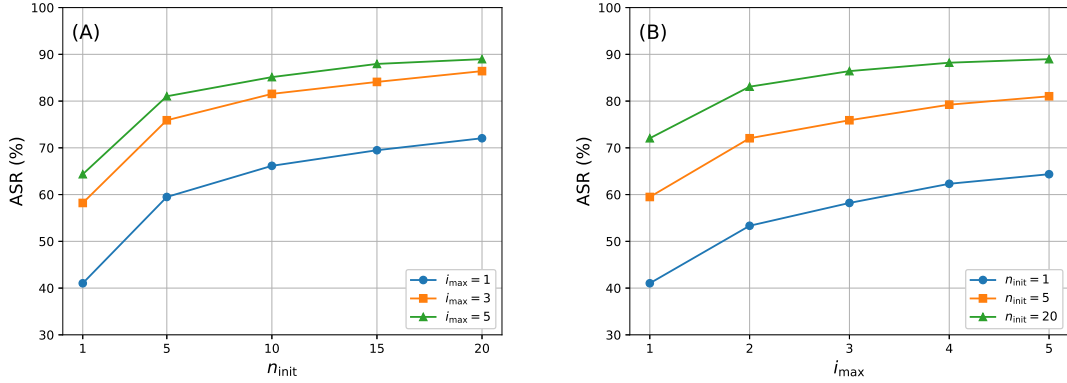 (A)
100
90
80
70
60
50
40
30
ASR (%)
1 5 10 15 20
n_init
i_max = 1
i_max = 3
i_max = 5
(B)
100
90
80
70
60
50
40
30
ASR (%)
1 2 3 4 5
i_max
n_init = 1
n_init = 5
n_init = 20